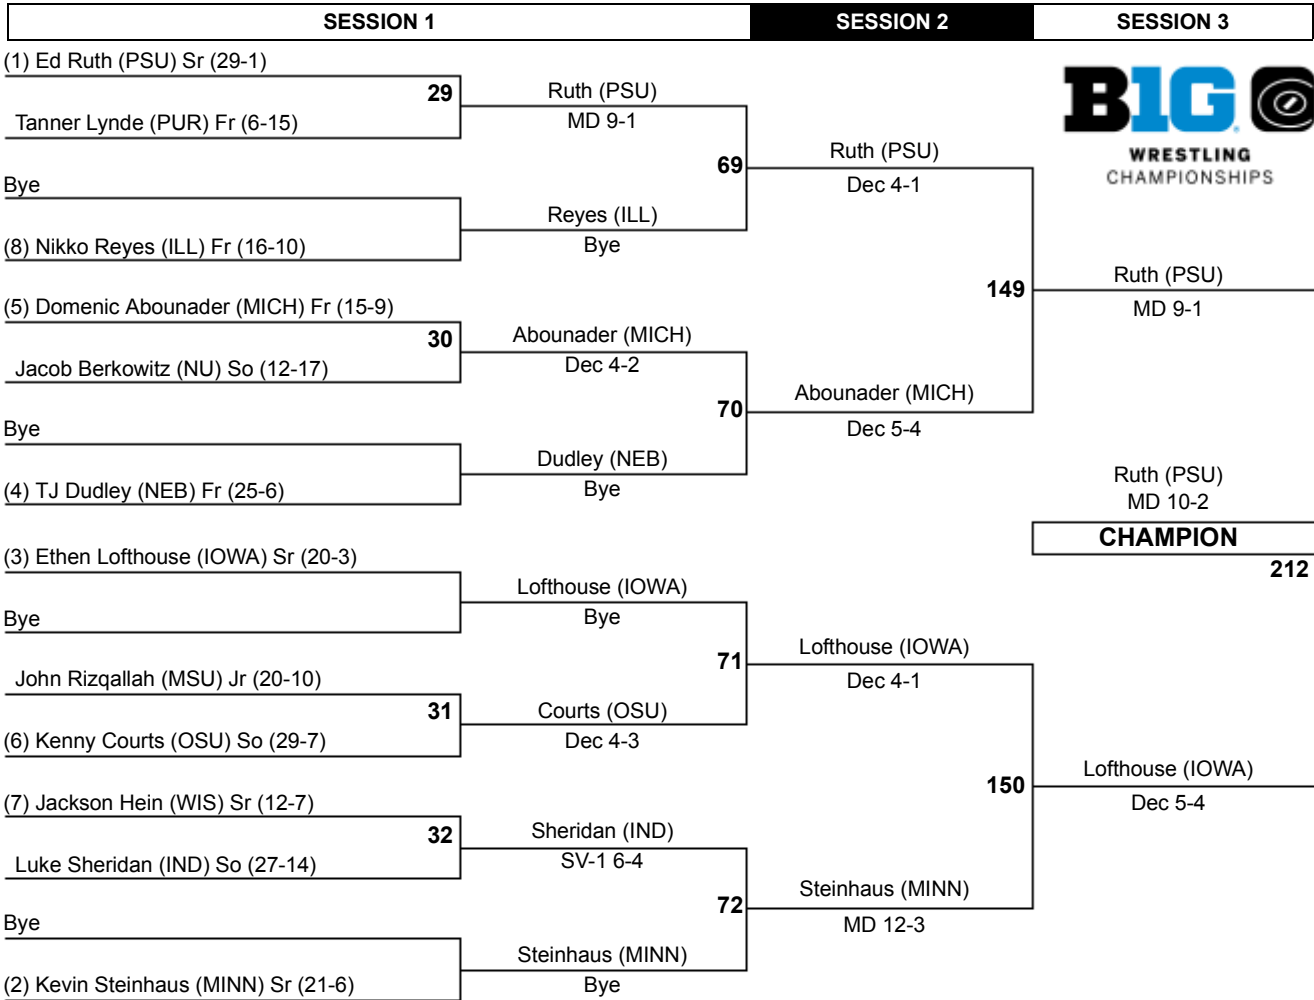 SESSION 1
SESSION 2
SESSION 3
(1) Ed Ruth (PSU) Sr (29-1)
29
Tanner Lynde (PUR) Fr (6-15)
Ruth (PSU)
MD 9-1
69
Bye
Reyes (ILL)
Bye
(8) Nikko Reyes (ILL) Fr (16-10)
Ruth (PSU)
Dec 4-1
B1G
WRESTLING
CHAMPIONSHIPS
(5) Domenic Abounader (MICH) Fr (15-9)
30
Jacob Berkowitz (NU) So (12-17)
Abounader (MICH)
Dec 4-2
70
Bye
Dudley (NEB)
Bye
(4) TJ Dudley (NEB) Fr (25-6)
Abounader (MICH)
Dec 5-4
149
Ruth (PSU)
MD 9-1
Ruth (PSU)
MD 10-2
CHAMPION
212
(3) Ethen Lofthouse (IOWA) Sr (20-3)
Bye
Lofthouse (IOWA)
Bye
71
John Rizqallah (MSU) Jr (20-10)
31
(6) Kenny Courts (OSU) So (29-7)
Courts (OSU)
Dec 4-3
Lofthouse (IOWA)
Dec 4-1
150
Lofthouse (IOWA)
Dec 5-4
(7) Jackson Hein (WIS) Sr (12-7)
32
Luke Sheridan (IND) So (27-14)
Sheridan (IND)
SV-1 6-4
72
Bye
Steinhaus (MINN)
Bye
(2) Kevin Steinhaus (MINN) Sr (21-6)
Steinhaus (MINN)
MD 12-3